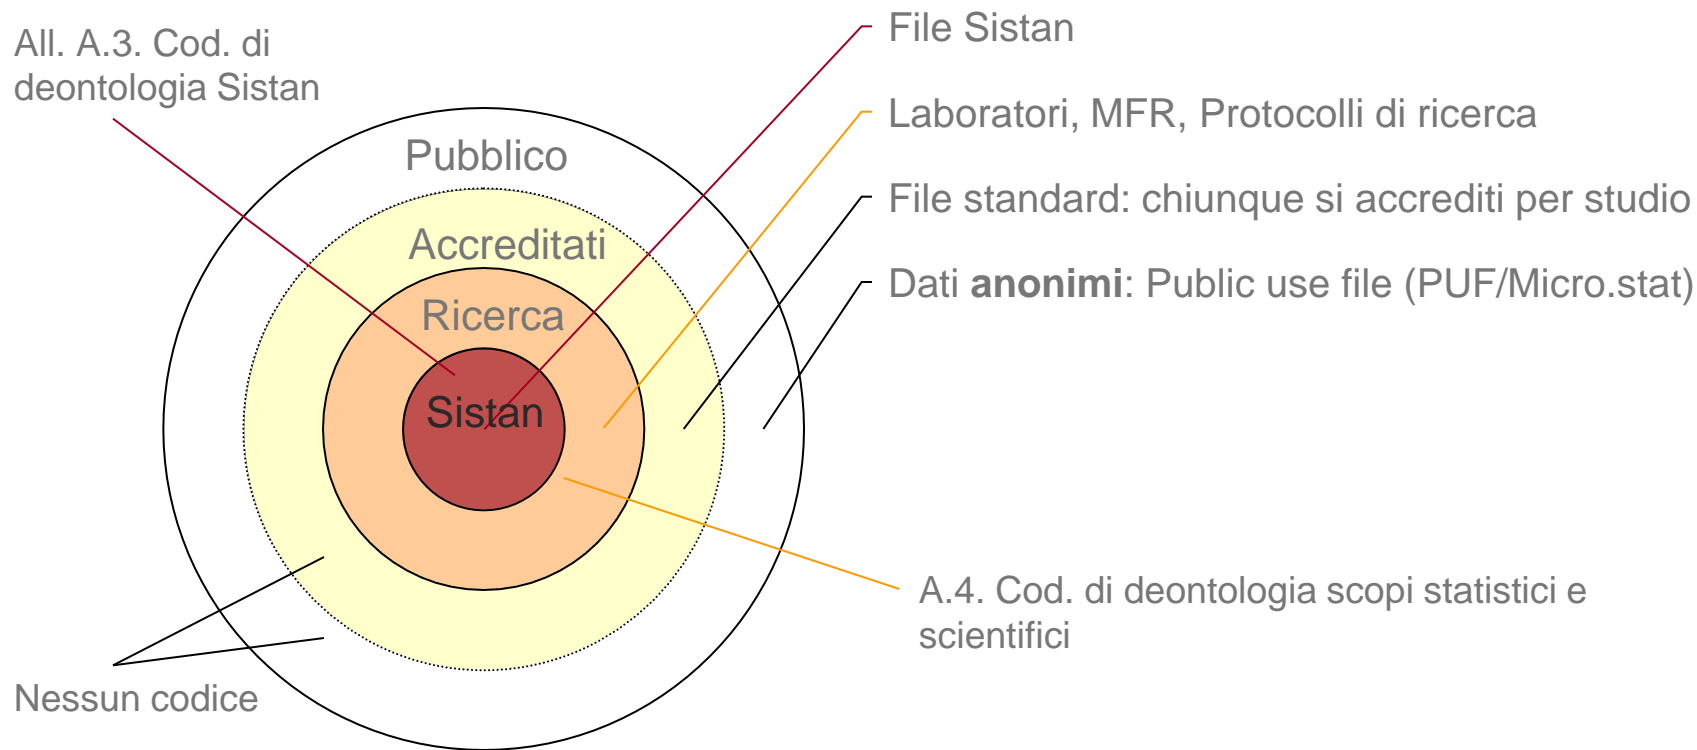 File Sistan
All. A.3. Cod. di
deontologia Sistan
Laboratori, MFR, Protocolli di ricerca
Pubblico
File standard: chiunque si accrediti per studio
Accreditati
Dati anonimi: Public use file (PUF/Micro.stat)
Ricerca
Sistan
A.4. Cod. di deontologia scopi statistici e
scientifici
Nessun codice